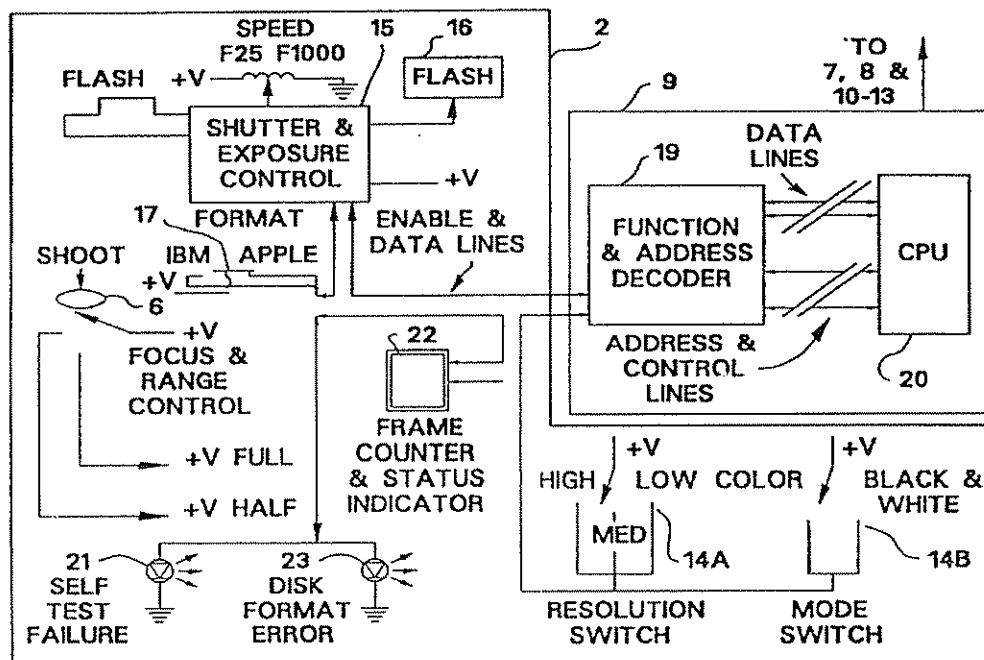 SPEED
F25 F1000
15
16
2
FLASH
+V
FLASH
TO
7, 8 &
10-13
9
SHUTTER &
EXPOSURE
CONTROL
+V
19
DATA
LINES
FUNCTION
& ADDRESS
DECODER
CPU
FORMAT
17
IBM APPLE
ENABLE &
DATA LINES
SHOOT
+V
6
+V
FOCUS &
RANGE
CONTROL
22
ADDRESS &
CONTROL
LINES
20
FRAME
COUNTER
& STATUS
INDICATOR
+V FULL
+V HALF
+V
HIGH LOW
MED
14A
RESOLUTION
SWITCH
+V
COLOR BLACK &
WHITE
14B
MODE
SWITCH
21
SELF
TEST
FAILURE
23
DISK
FORMAT
ERROR